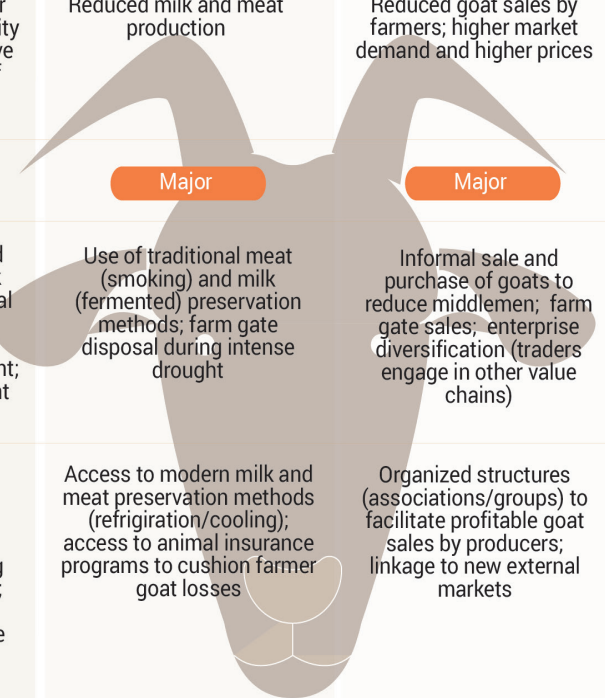 Reduced milk and meat
production
Reduced goat sales by
farmers; higher market
demand and higher prices
Major
Major
Use of traditional meat
(smoking) and milk
(fermented) preservation
methods; farm gate
disposal during intense
drought
Informal sale and
purchase of goats to
reduce middlemen;  farm
gate sales;  enterprise
diversification (traders
engage in other value
chains)
Access to modern milk and
meat preservation methods
(refrigiration/cooling);
access to animal insurance
programs to cushion farmer
goat losses
Organized structures
(associations/groups) to
facilitate profitable goat
sales by producers;
linkage to new external
markets